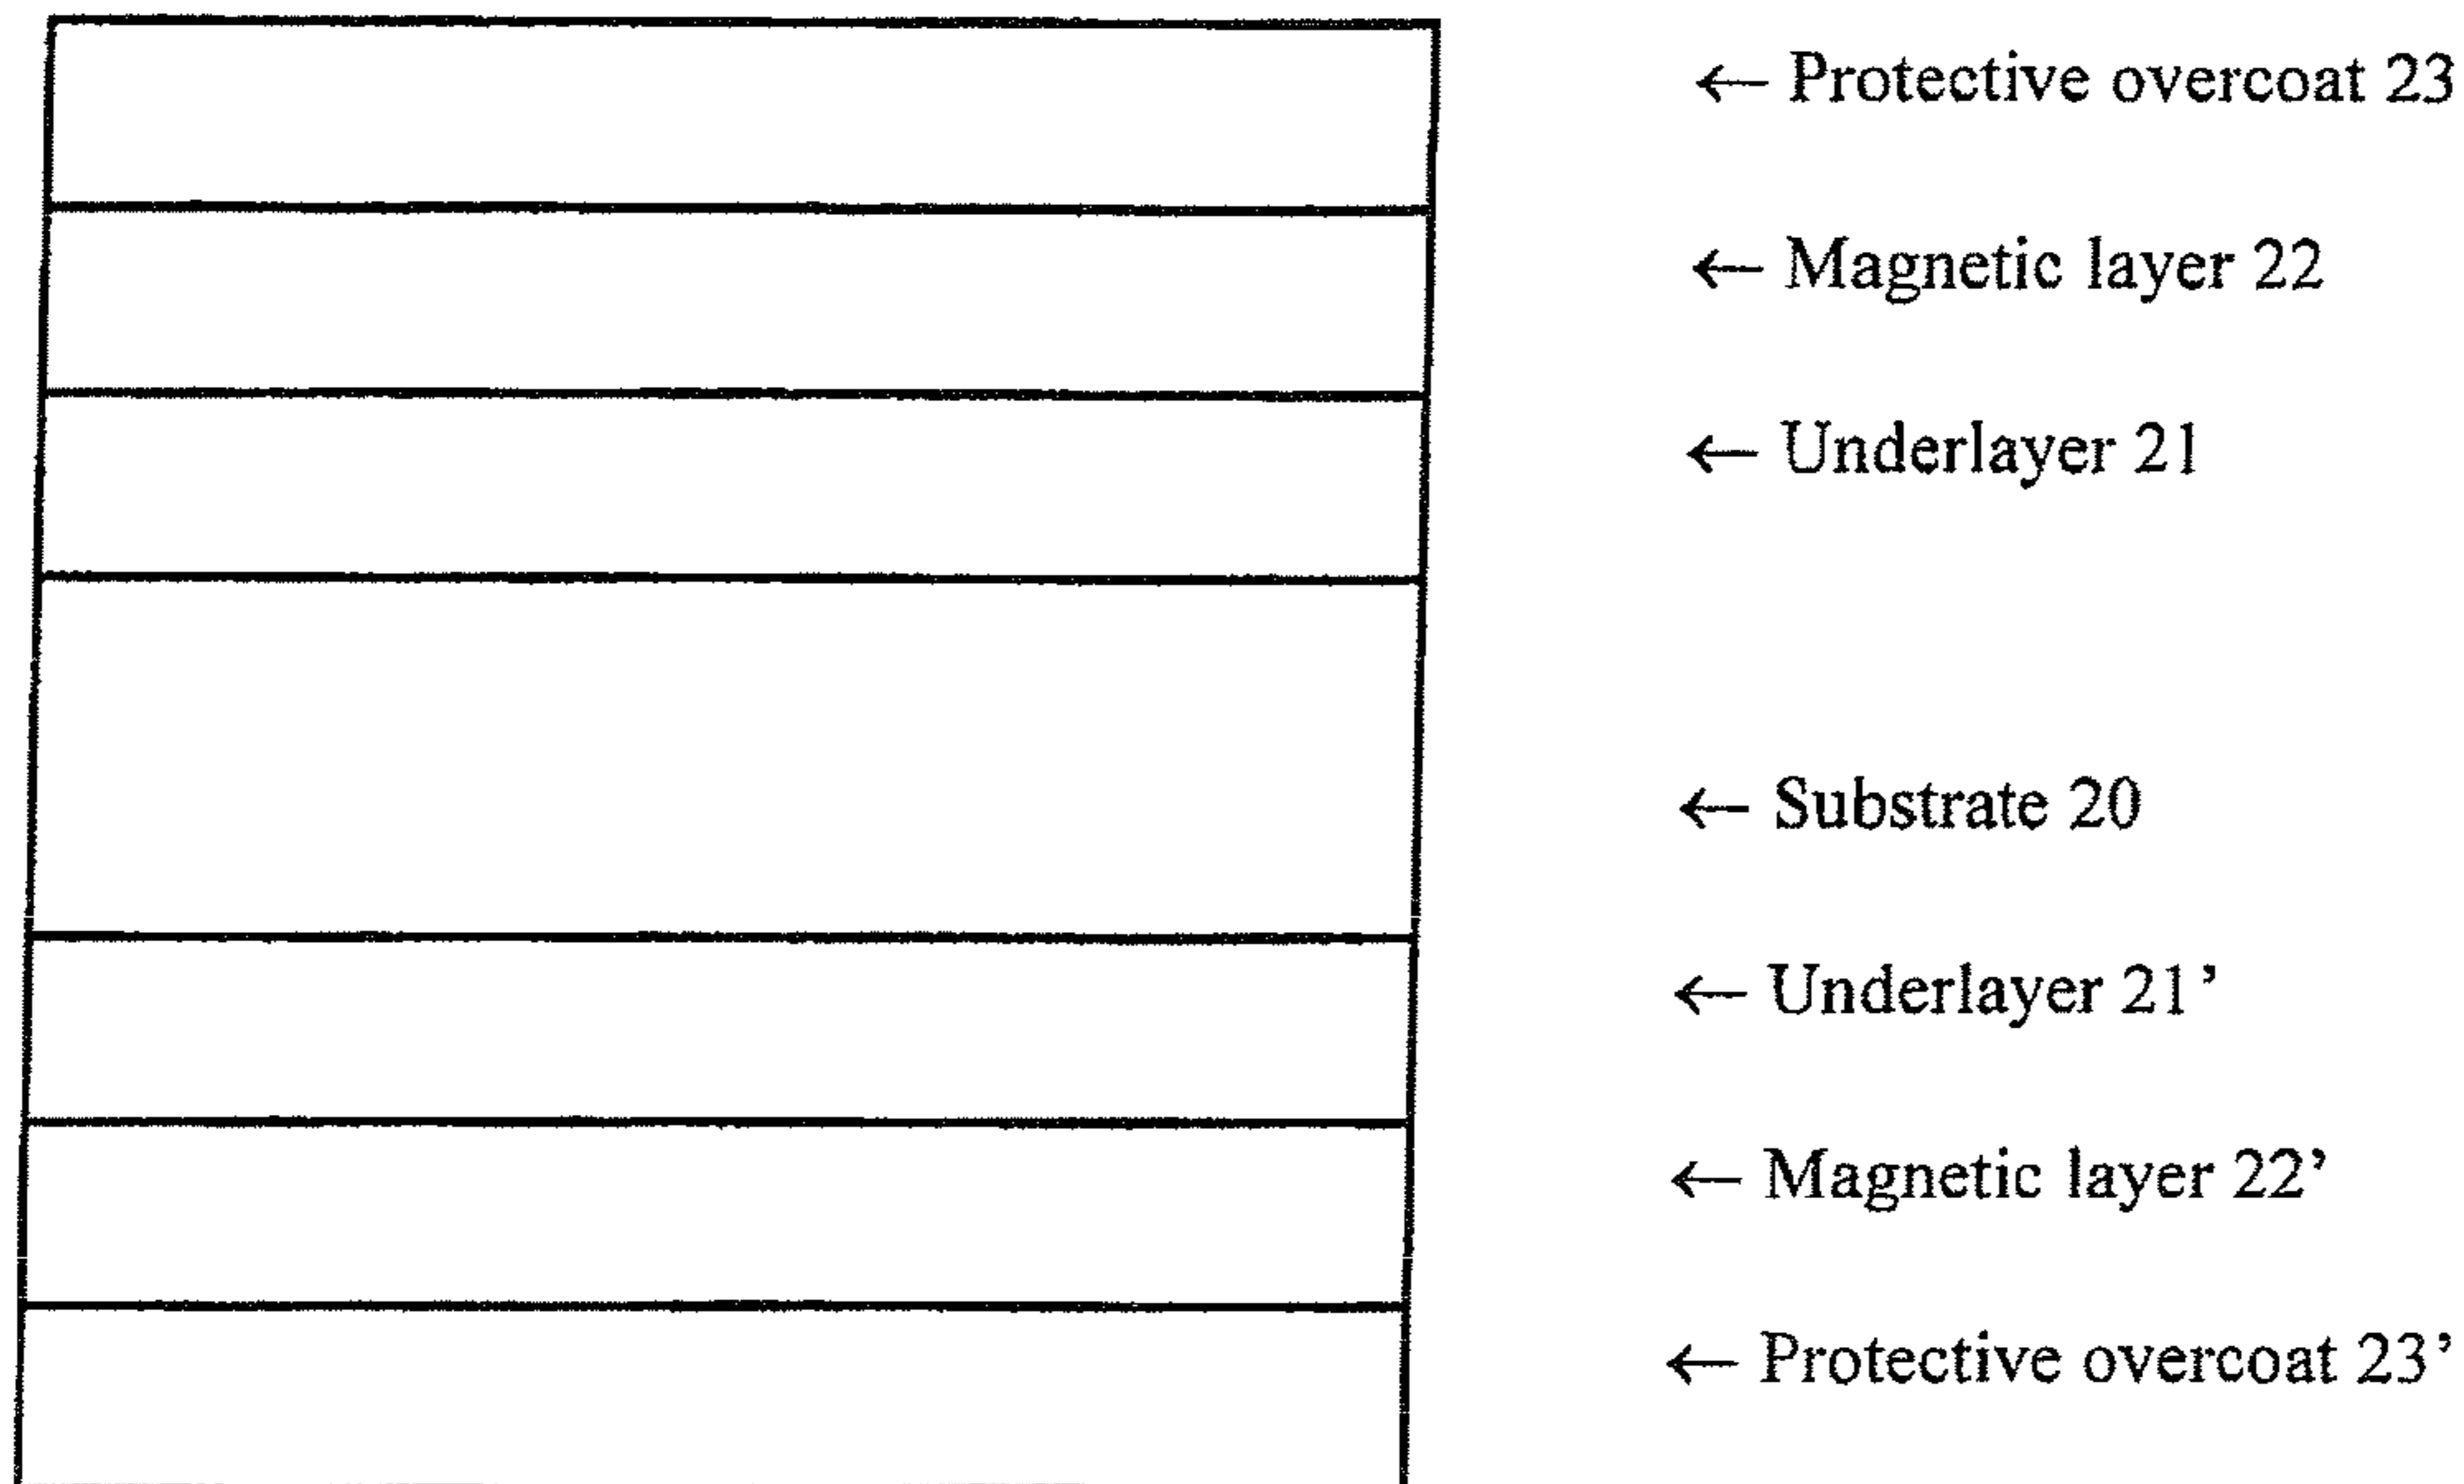 ← Protective overcoat 23
← Magnetic layer 22
← Underlayer 21
← Substrate 20
← Underlayer 21’
← Magnetic layer 22’
← Protective overcoat 23’